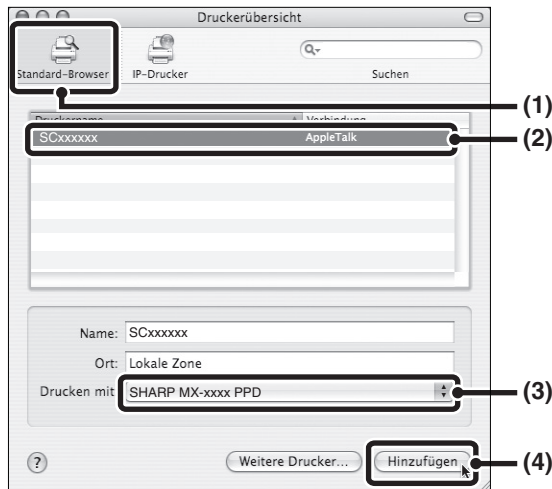 Druckerübersicht
Standard-Browser
IP-Drucker
Suchen
(1)
Druckername Verbindung
SCxxxxxx AppleTalk
(2)
Name: SCxxxxxx
Ort: Lokale Zone
Drucken mit SHARP MX-xxxx PPD
(3)
? Weitere Drucker... Hinzufügen
(4)